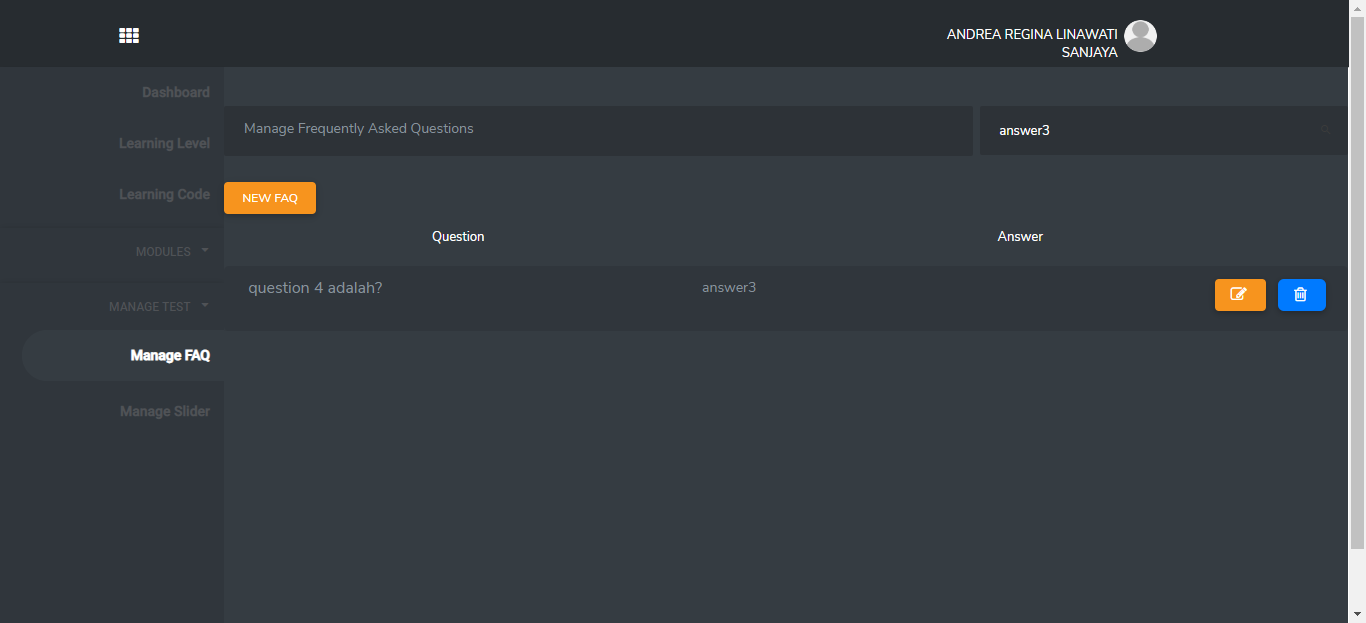 ANDREA REGINA LINAWATI
SANJAYA
Dashboard
Learning Level
Learning Code
MODULES
MANAGE TEST
Manage FAQ
Manage Slider
Manage Frequently Asked Questions
answer3
NEW FAQ
Question Answer
question 4 adalah? answer3